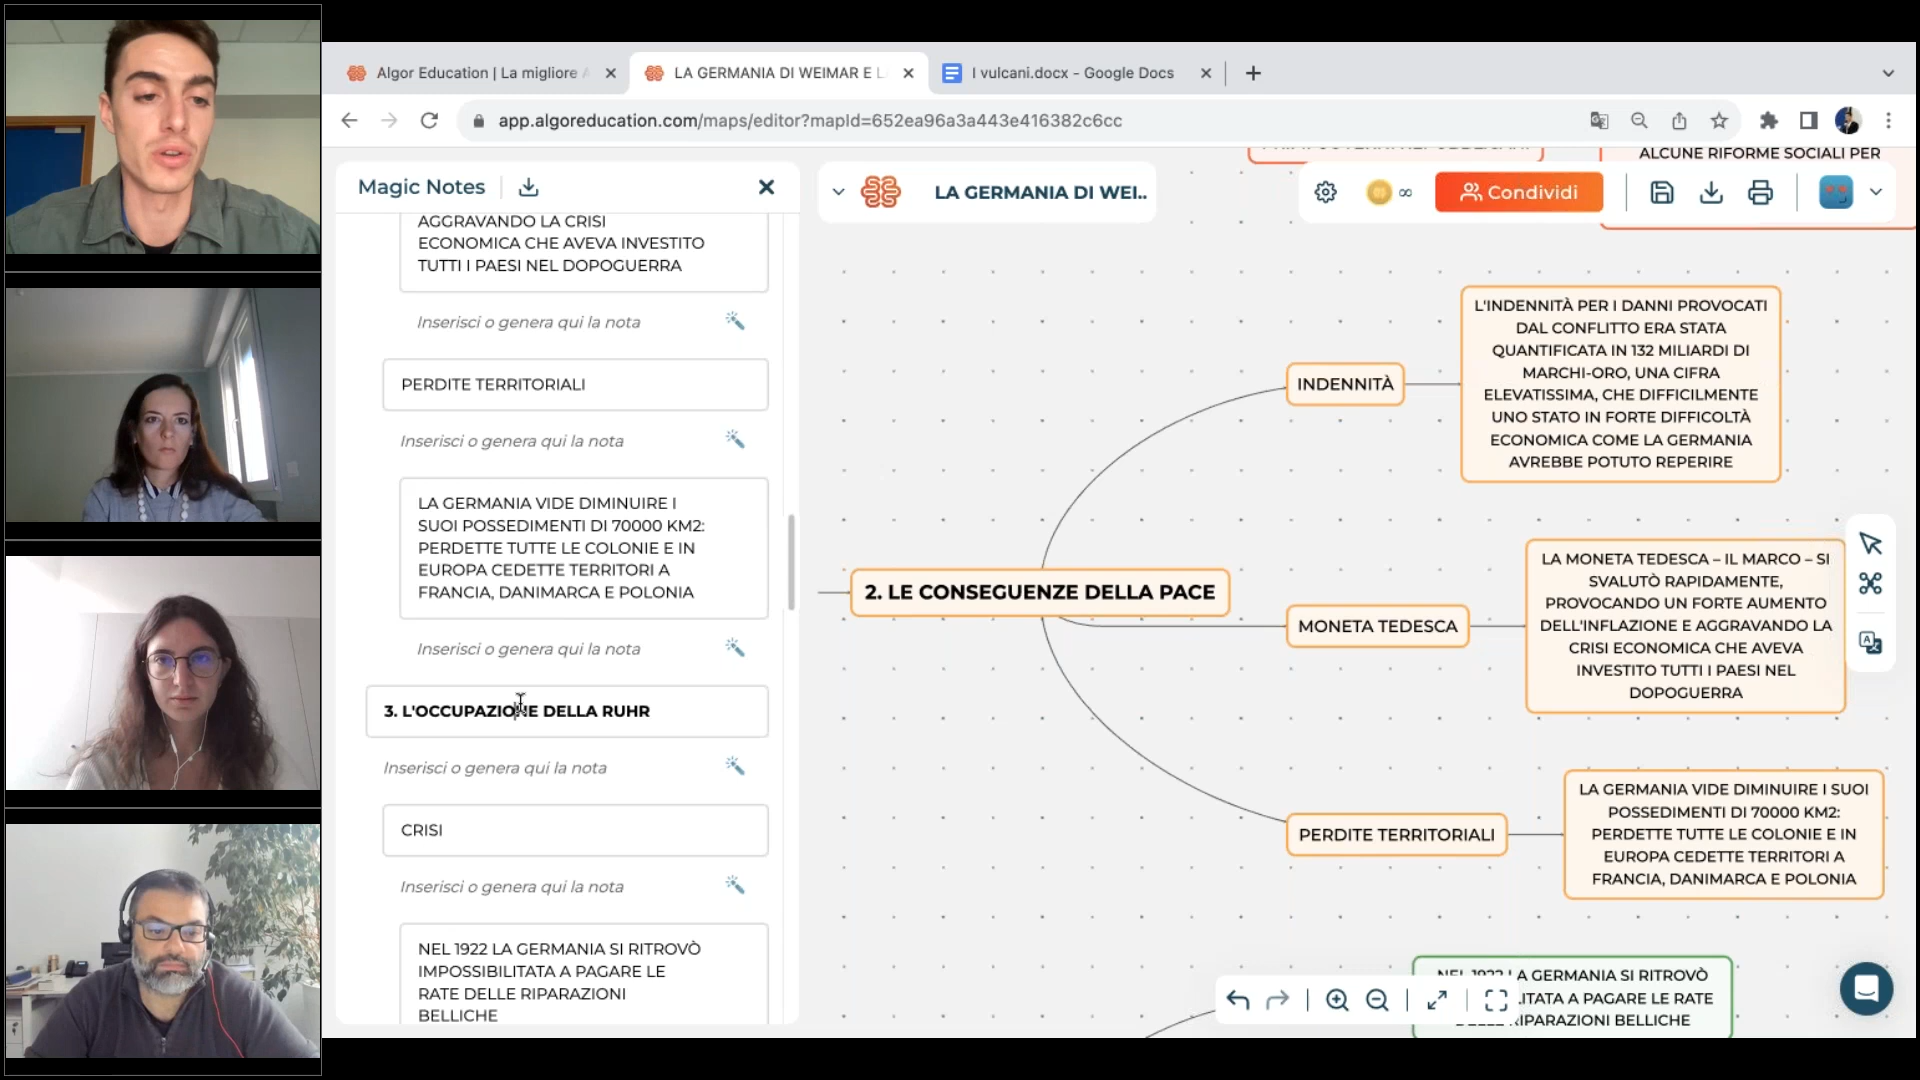 Algor Education | La migliore A
LA GERMANIA DI WEIMAR E L
I vulcani.docx - Google Docs
app.algoreducation.com/maps/editor?mapId=652ea96a3a443e416382c6cc
Magic Notes
AGGRAVANDO LA CRISI
ECONOMICA CHE AVEVA INVESTITO
TUTTI I PAESI NEL DOPOGUERRA
Inserisci o genera qui la nota
PERDITE TERRITORIALI
Inserisci o genera qui la nota
LA GERMANIA VIDE DIMINUIRE I
SUOI POSSEDIMENTI DI 70000 KM2:
PERDETTE TUTTE LE COLONIE E IN
EUROPA CEDETTE TERRITORI A
FRANCIA, DANIMARCA E POLONIA
Inserisci o genera qui la nota
3. L'OCCUPAZIONE DELLA RUHR
Inserisci o genera qui la nota
CRISI
Inserisci o genera qui la nota
NEL 1922 LA GERMANIA SI RITROVÒ
IMPOSSIBILITATA A PAGARE LE
RATE DELLE RIPARAZIONI
BELLICHE
LA GERMANIA DI WEI..
ALCUNE RIFORME SOCIALI PER
∞
Condividi
2. LE CONSEGUENZE DELLA PACE
INDENNITÀ
L'INDENNITÀ PER I DANNI PROVOCATI
DAL CONFLITTO ERA STATA
QUANTIFICATA IN 132 MILIARDI DI
MARCHI-ORO, UNA CIFRA
ELEVATISSIMA, CHE DIFFICILMENTE
UNO STATO IN FORTE DIFFICOLTÀ
ECONOMICA COME LA GERMANIA
AVREBBE POTUTO REPERIRE
MONETA TEDESCA
LA MONETA TEDESCA – IL MARCO – SI
SVALUTÒ RAPIDAMENTE,
PROVOCANDO UN FORTE AUMENTO
DELL'INFLAZIONE E AGGRAVANDO LA
CRISI ECONOMICA CHE AVEVA
INVESTITO TUTTI I PAESI NEL
DOPOGUERRA
PERDITE TERRITORIALI
LA GERMANIA VIDE DIMINUIRE I SUOI
POSSEDIMENTI DI 70000 KM2:
PERDETTE TUTTE LE COLONIE E IN
EUROPA CEDETTE TERRITORI A
FRANCIA, DANIMARCA E POLONIA
NEL 1922 LA GERMANIA SI RITROVÒ
ITATA A PAGARE LE RATE
RIPARAZIONI BELLICHE